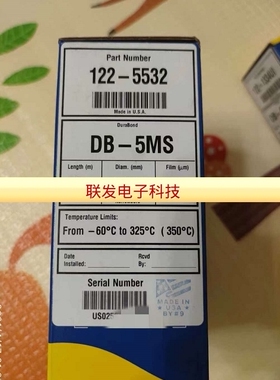 Part Number
122-5532
Made in U.S.A.
DuraBond
DB-5MS
Length (m) Diam. (mm) Film (µm)
联发电子科技
Temperature Limits:
From -60°C to 325°C (350°C)
Date Rcvd
Installed: By:
Serial Number
MADE IN
USA